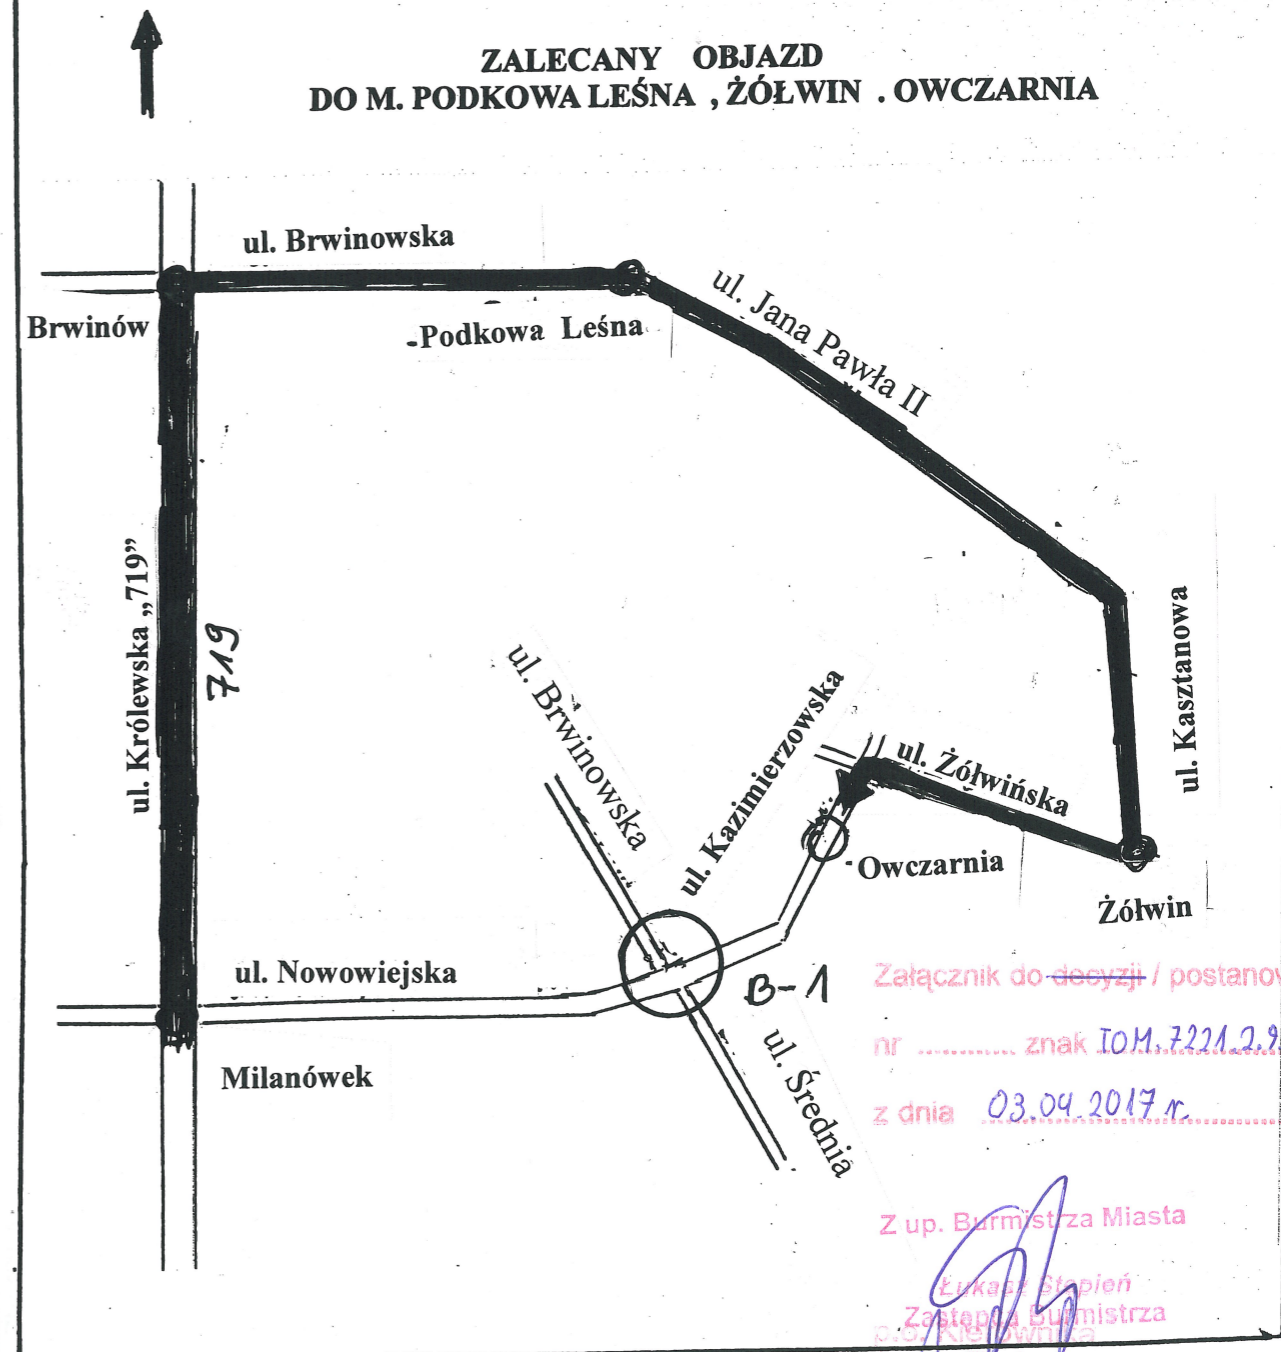 ZALECANY OBJAZD
DO M. PODKOWA LEŚNA , ŻÓŁWIN . OWCZARNIA
ul. Brwinowska
ul. Jana Pawła II
Brwinów
-Podkowa Leśna
ul. Królewska „719”
719
ul. Kasztanowa
ul. Brwinowska
ul. Kazimierzowska
ul. Żółwińska
-Owczarnia
Żółwin
ul. Nowowiejska
B-1
Milanówek
ul. Średnia
Załącznik do decyzji / postanow
nr ............ znak IOM.7221.2.9
z dnia 03.04.2017 r.
Z up. Burmistrza Miasta
Łukasz Stępień
Zastępca Burmistrza
p.o. Kierownika